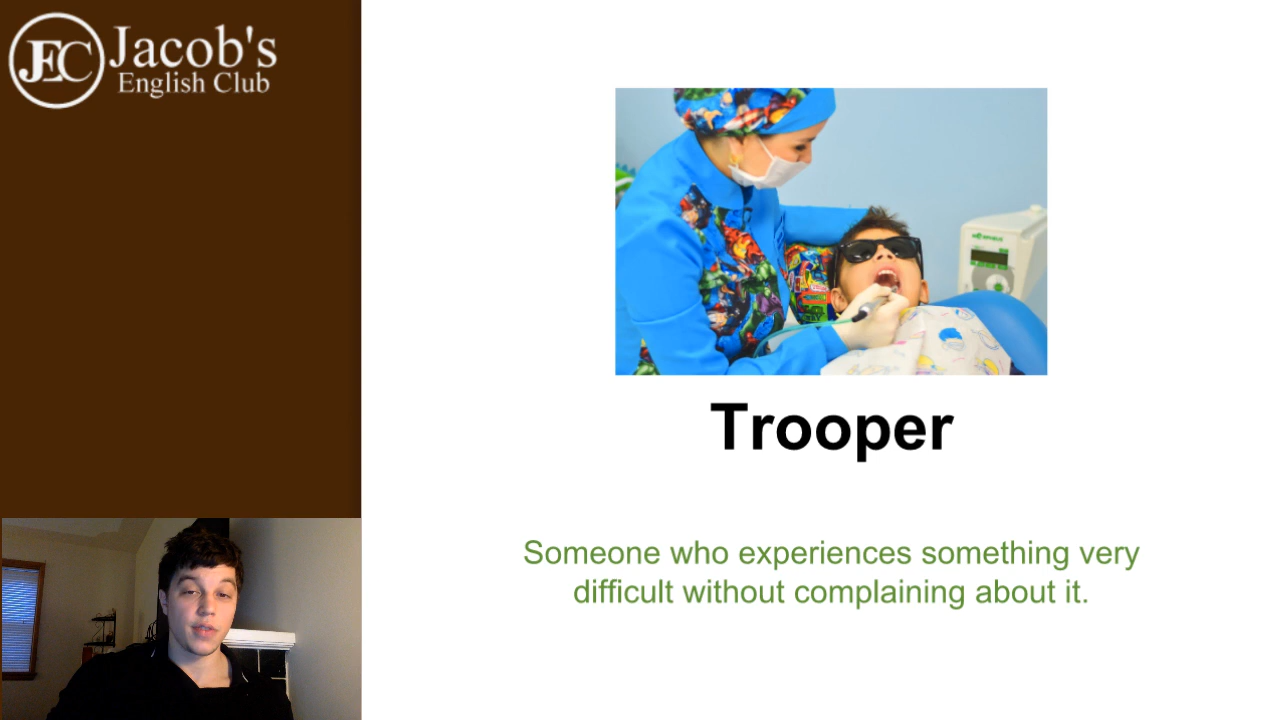 JEC
Jacob's
English Club
Trooper
Someone who experiences something very
difficult without complaining about it.